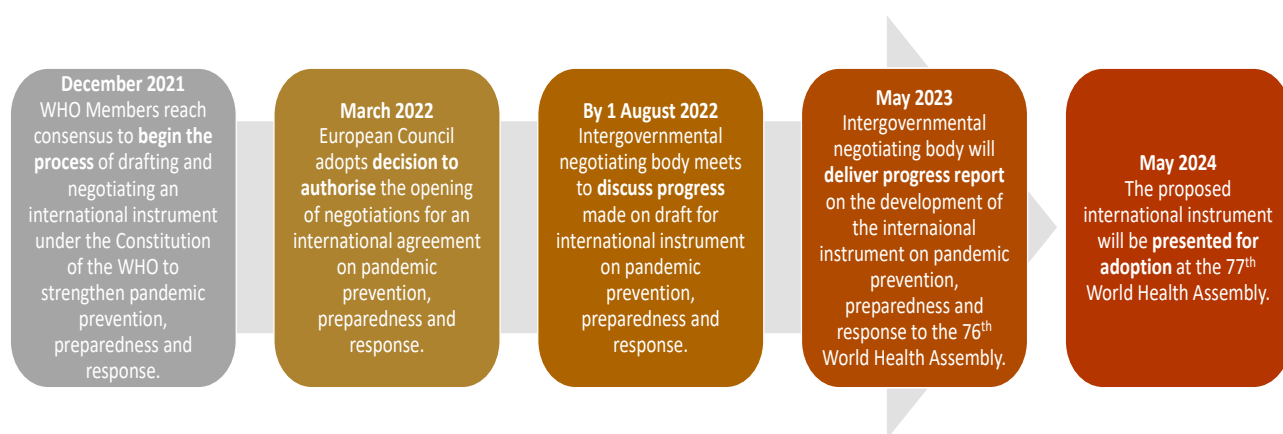 December 2021
WHO Members reach
consensus to begin the
process of drafting and
negotiating an
international instrument
under the Constitution
of the WHO to
strengthen pandemic
prevention,
preparedness and
response.
March 2022
European Council
adopts decision to
authorise the opening
of negotiations for an
international agreement
on pandemic
prevention,
preparedness and
response.
By 1 August 2022
Intergovernmental
negotiating body meets
to discuss progress
made on draft for
international instrument
on pandemic
prevention,
preparedness and
response.
May 2023
Intergovernmental
negotiating body will
deliver progress report
on the development of
the internaional
instrument on pandemic
prevention,
preparedness and
response to the 76th
World Health Assembly.
May 2024
The proposed
international instrument
will be presented for
adoption at the 77th
World Health Assembly.